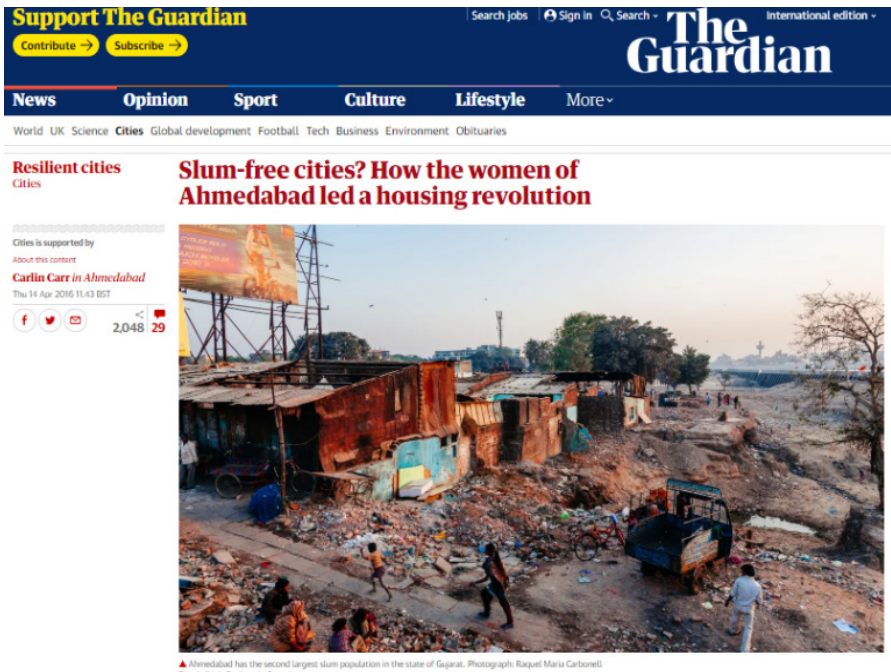 Support The Guardian
Contribute → Subscribe →
Search jobs Sign in Search International edition
The Guardian
News Opinion Sport Culture Lifestyle More
World UK Science Cities Global development Football Tech Business Environment Obituaries
Resilient cities
Cities
Slum-free cities? How the women of
Ahmedabad led a housing revolution
Cities is supported by
About this content
Carlin Carr in Ahmedabad
Thu 14 Apr 2016 11.43 BST
2,048 29
Ahmedabad has the second largest slum population in the state of Gujarat. Photograph: Raquel Maria Carbonell